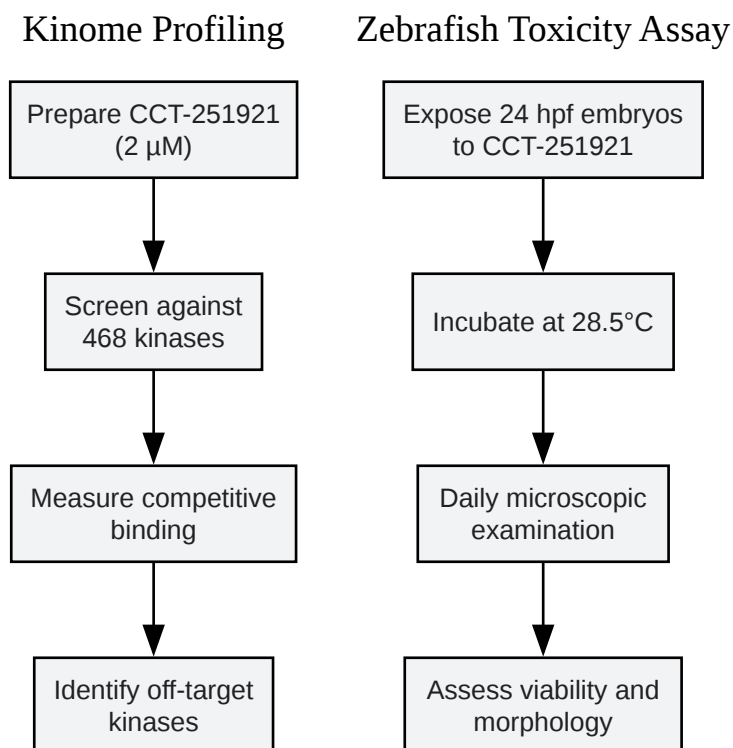 Kinome Profiling
Prepare CCT-251921
(2 µM)
Screen against
468 kinases
Measure competitive
binding
Identify off-target
kinases
Zebrafish Toxicity Assay
Expose 24 hpf embryos
to CCT-251921
Incubate at 28.5°C
Daily microscopic
examination
Assess viability and
morphology